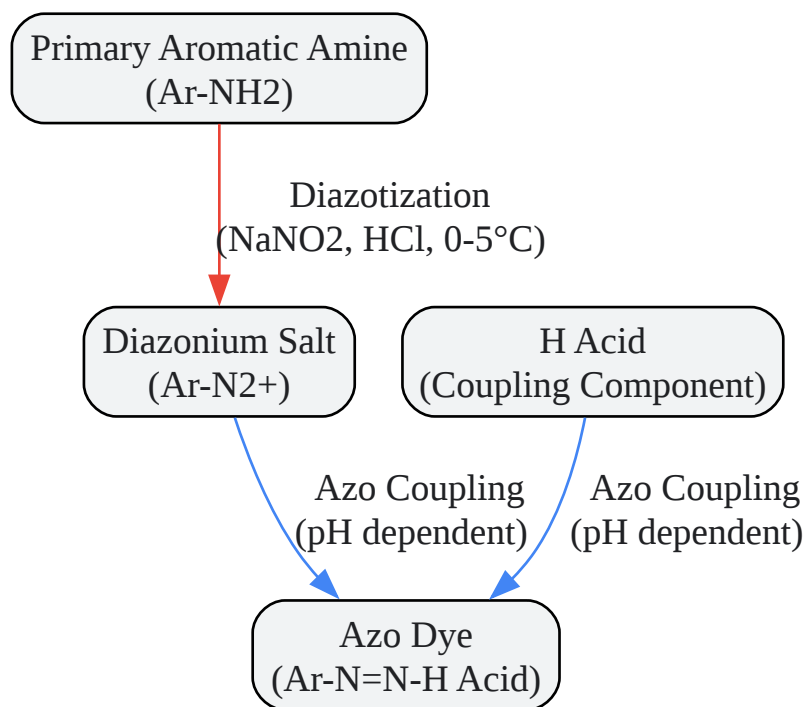 Primary Aromatic Amine
(Ar-NH2)
Diazotization
(NaNO2, HCl, 0-5°C)
Diazonium Salt
(Ar-N2+)
H Acid
(Coupling Component)
Azo Coupling
(pH dependent)
Azo Coupling
(pH dependent)
Azo Dye
(Ar-N=N-H Acid)